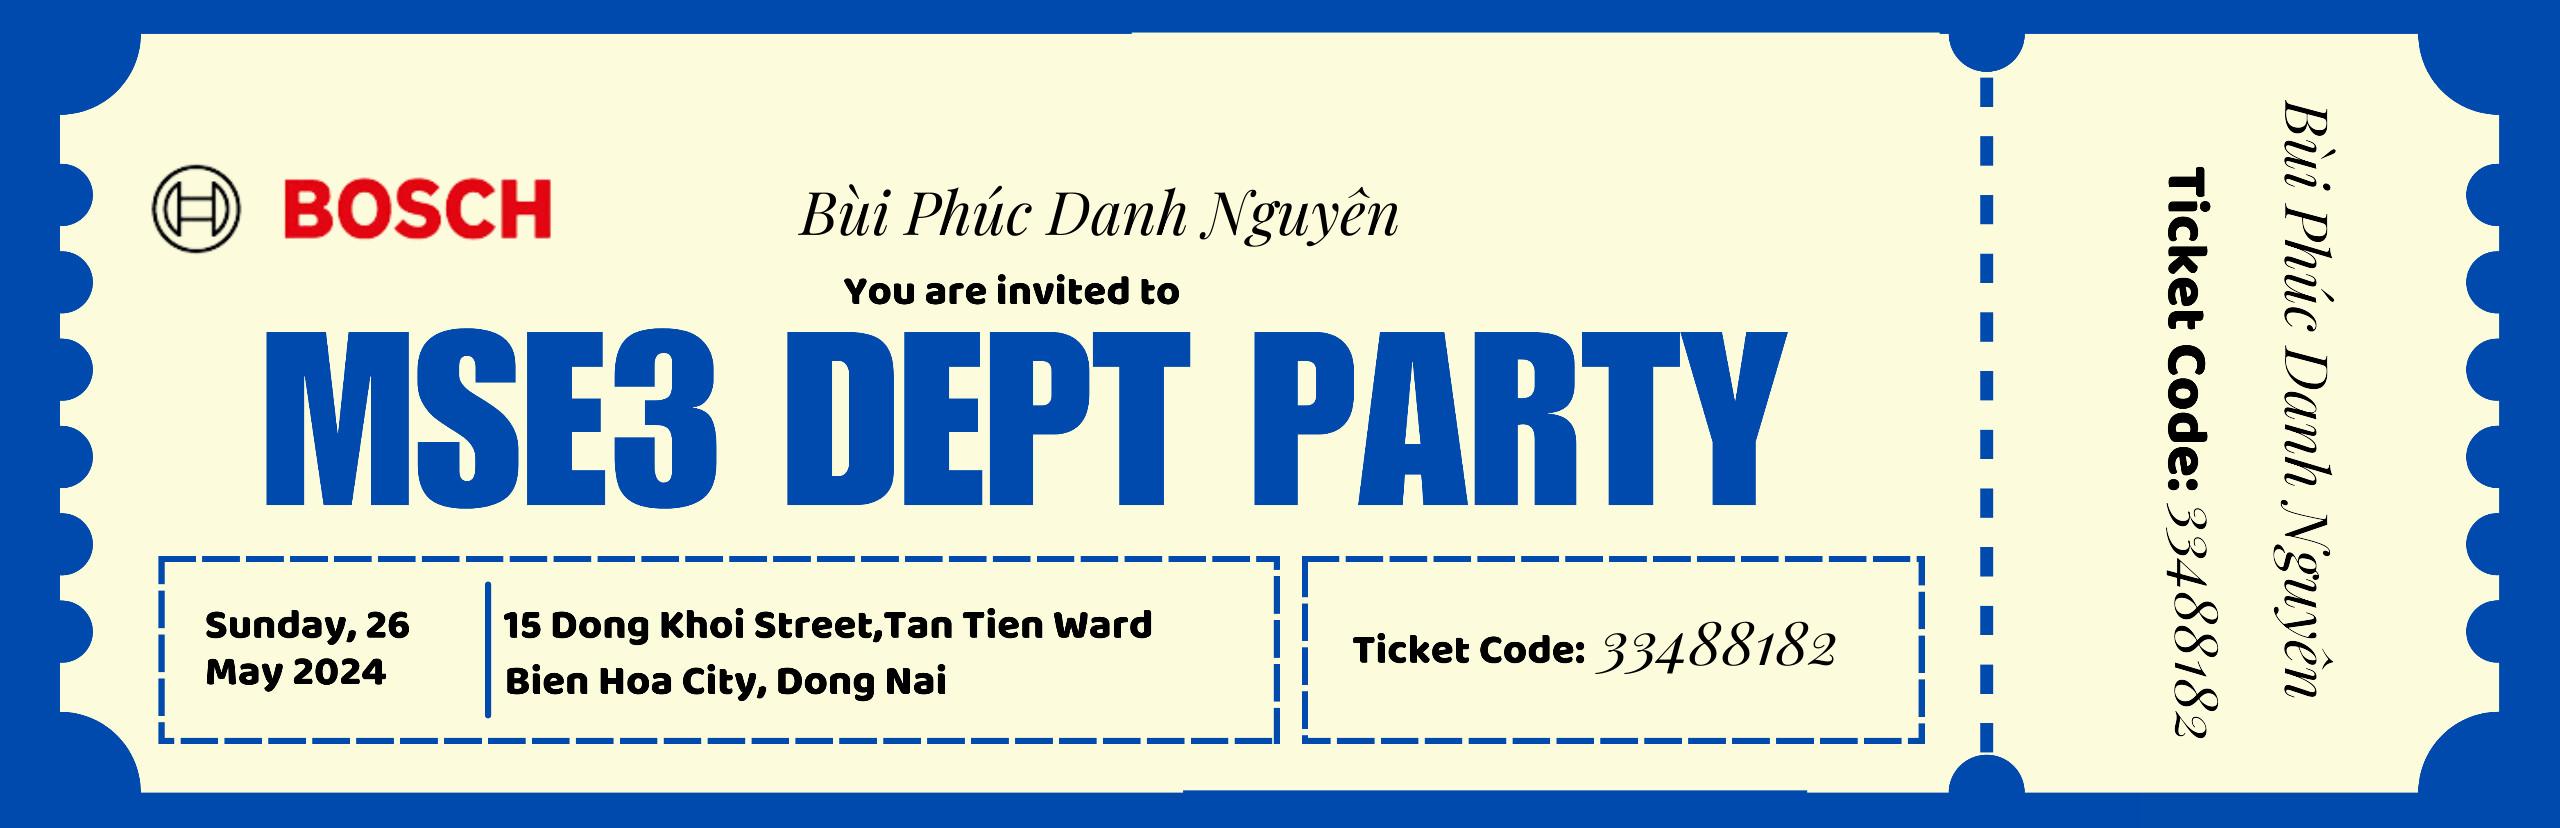 BOSCH
Bùi Phúc Danh Nguyên
You are invited to
MSE3 DEPT PARTY
Sunday, 26
May 2024
15 Dong Khoi Street,Tan Tien Ward
Bien Hoa City, Dong Nai
Ticket Code: 33488182
Bùi Phúc Danh Nguyên
Ticket Code: 33488182